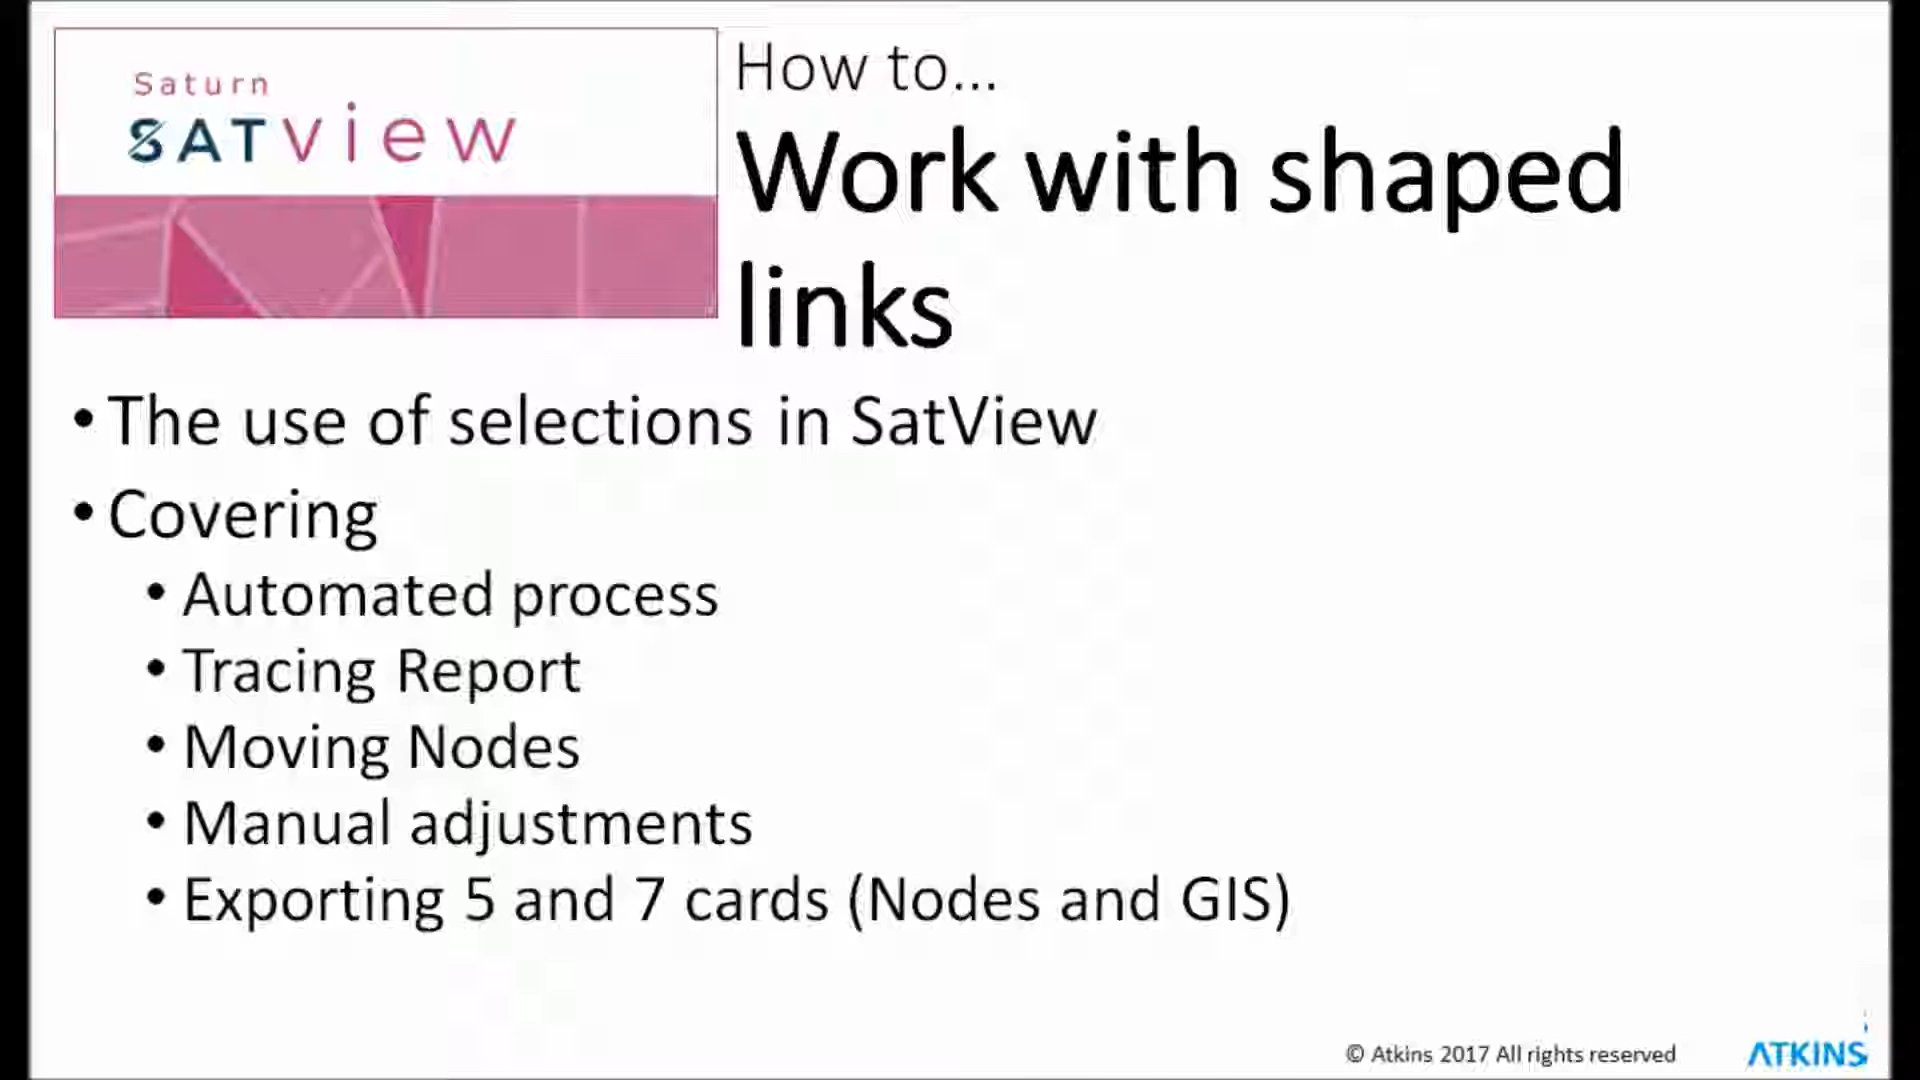 Saturn
SATview
How to...
Work with shaped
links
• The use of selections in SatView
• Covering
• Automated process
• Tracing Report
• Moving Nodes
• Manual adjustments
• Exporting 5 and 7 cards (Nodes and GIS)
© Atkins 2017 All rights reserved
ATKINS